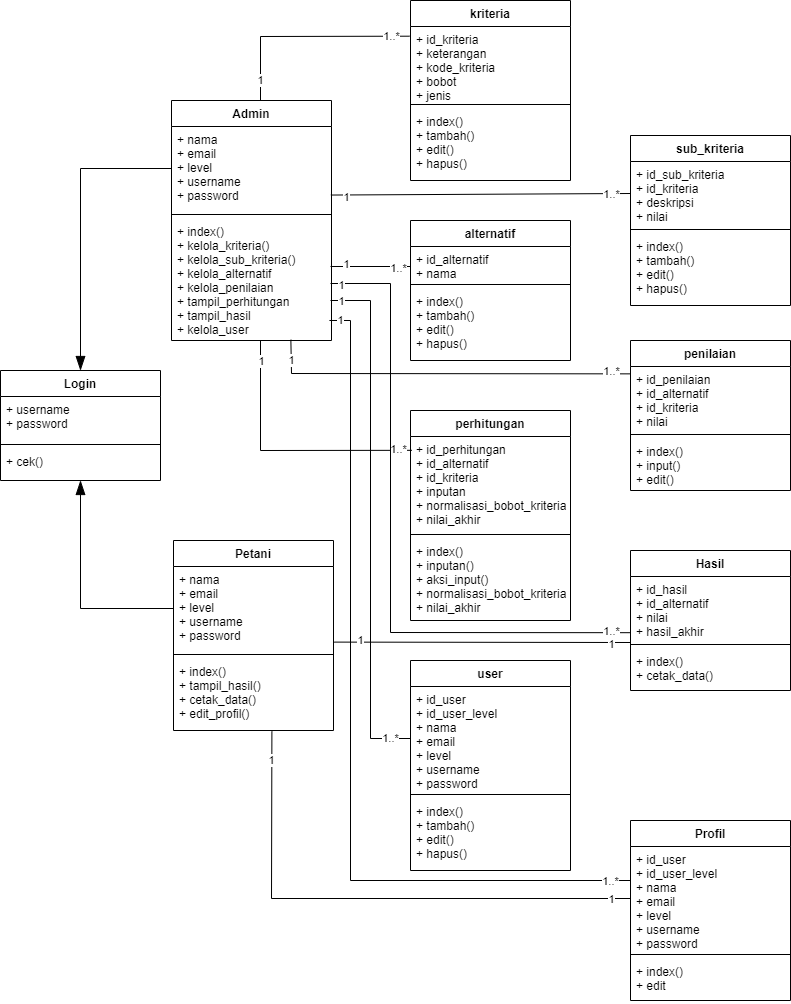 kriteria
+ id_kriteria
+ keterangan
+ kode_kriteria
+ bobot
+ jenis
+ index()
+ tambah()
+ edit()
+ hapus()
1..*
1
Admin
+ nama
+ email
+ level
+ username
+ password
+ index()
+ kelola_kriteria()
+ kelola_sub_kriteria()
+ kelola_alternatif
+ kelola_penilaian
+ tampil_perhitungan
+ tampil_hasil
+ kelola_user
1
1..*
sub_kriteria
+ id_sub_kriteria
+ id_kriteria
+ deskripsi
+ nilai
+ index()
+ tambah()
+ edit()
+ hapus()
1
1..*
alternatif
+ id_alternatif
+ nama
+ index()
+ tambah()
+ edit()
+ hapus()
1
1
1
1
1
1..*
penilaian
+ id_penilaian
+ id_alternatif
+ id_kriteria
+ nilai
+ index()
+ input()
+ edit()
Login
+ username
+ password
+ cek()
1..*
perhitungan
+ id_perhitungan
+ id_alternatif
+ id_kriteria
+ inputan
+ normalisasi_bobot_kriteria
+ nilai_akhir
+ index()
+ inputan()
+ aksi_input()
+ normalisasi_bobot_kriteria
+ nilai_akhir
Petani
+ nama
+ email
+ level
+ username
+ password
+ index()
+ tampil_hasil()
+ cetak_data()
+ edit_profil()
1
1..*
1
Hasil
+ id_hasil
+ id_alternatif
+ nilai
+ hasil_akhir
+ index()
+ cetak_data()
user
+ id_user
+ id_user_level
+ nama
+ email
+ level
+ username
+ password
+ index()
+ tambah()
+ edit()
+ hapus()
1..*
1
1..*
1
Profil
+ id_user
+ id_user_level
+ nama
+ email
+ level
+ username
+ password
+ index()
+ edit